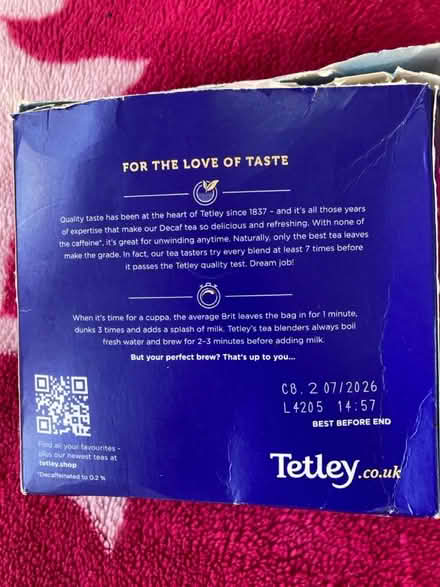 FOR THE LOVE OF TASTE
Quality taste has been at the heart of Tetley since 1837 – and it's all those years
of expertise that make our Decaf tea so delicious and refreshing. With none of
the caffeine*, it's great for unwinding anytime. Naturally, only the best tea leaves
make the grade. In fact, our tea tasters try every blend at least 7 times before
it passes the Tetley quality test. Dream job!
When it's time for a cuppa, the average Brit leaves the bag in for 1 minute,
dunks 3 times and adds a splash of milk. Tetley's tea blenders always boil
fresh water and brew for 2–3 minutes before adding milk.
But your perfect brew? That's up to you...
C8. 2 07/2026
L4205 14:57
BEST BEFORE END
Find all your favourites –
plus our newest teas at
tetley.shop
*Decaffeinated to 0.2 %
Tetley.co.uk